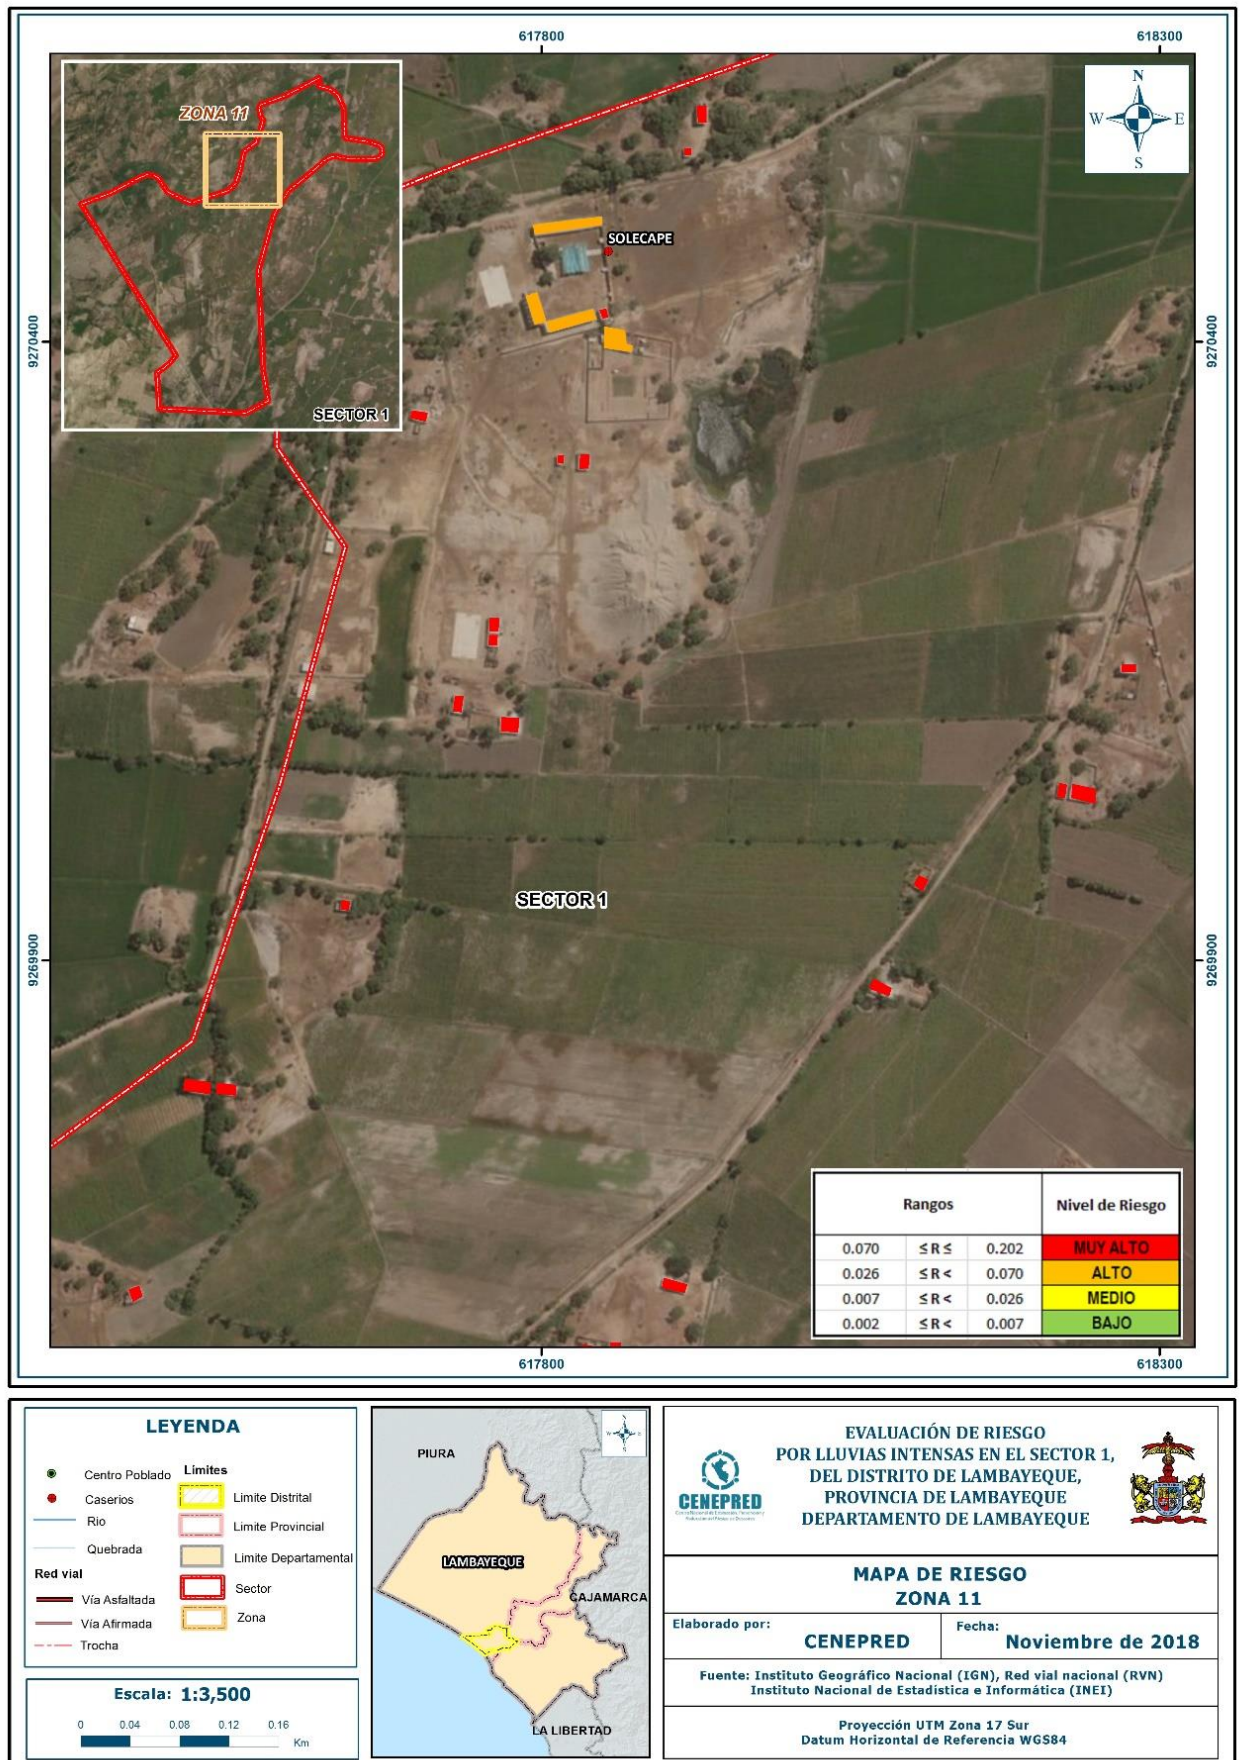 617800
618300
ZONA 11
N
W
E
S
SOLECAPE
9270400
9270400
SECTOR 1
SECTOR 1
9269900
9269900
Rangos
Nivel de Riesgo
0.070 ≤ R ≤ 0.202 MUY ALTO
0.026 ≤ R < 0.070 ALTO
0.007 ≤ R < 0.026 MEDIO
0.002 ≤ R < 0.007 BAJO
617800
618300
LEYENDA
Centro Poblado
Caserios
Rio
Quebrada
Red vial
Vía Asfaltada
Vía Afirmada
Trocha
Límites
Limite Distrital
Limite Provincial
Limite Departamental
Sector
Zona
Escala: 1:3,500
0 0.04 0.08 0.12 0.16
Km
PIURA
N
LAMBAYEQUE
CAJAMARCA
LA LIBERTAD
CENEPRED
EVALUACIÓN DE RIESGO
POR LLUVIAS INTENSAS EN EL SECTOR 1,
DEL DISTRITO DE LAMBAYEQUE,
PROVINCIA DE LAMBAYEQUE
DEPARTAMENTO DE LAMBAYEQUE
MAPA DE RIESGO
ZONA 11
Elaborado por:
CENEPRED
Fecha:
Noviembre de 2018
Fuente: Instituto Geográfico Nacional (IGN), Red vial nacional (RVN)
Instituto Nacional de Estadística e Informática (INEI)
Proyección UTM Zona 17 Sur
Datum Horizontal de Referencia WGS84